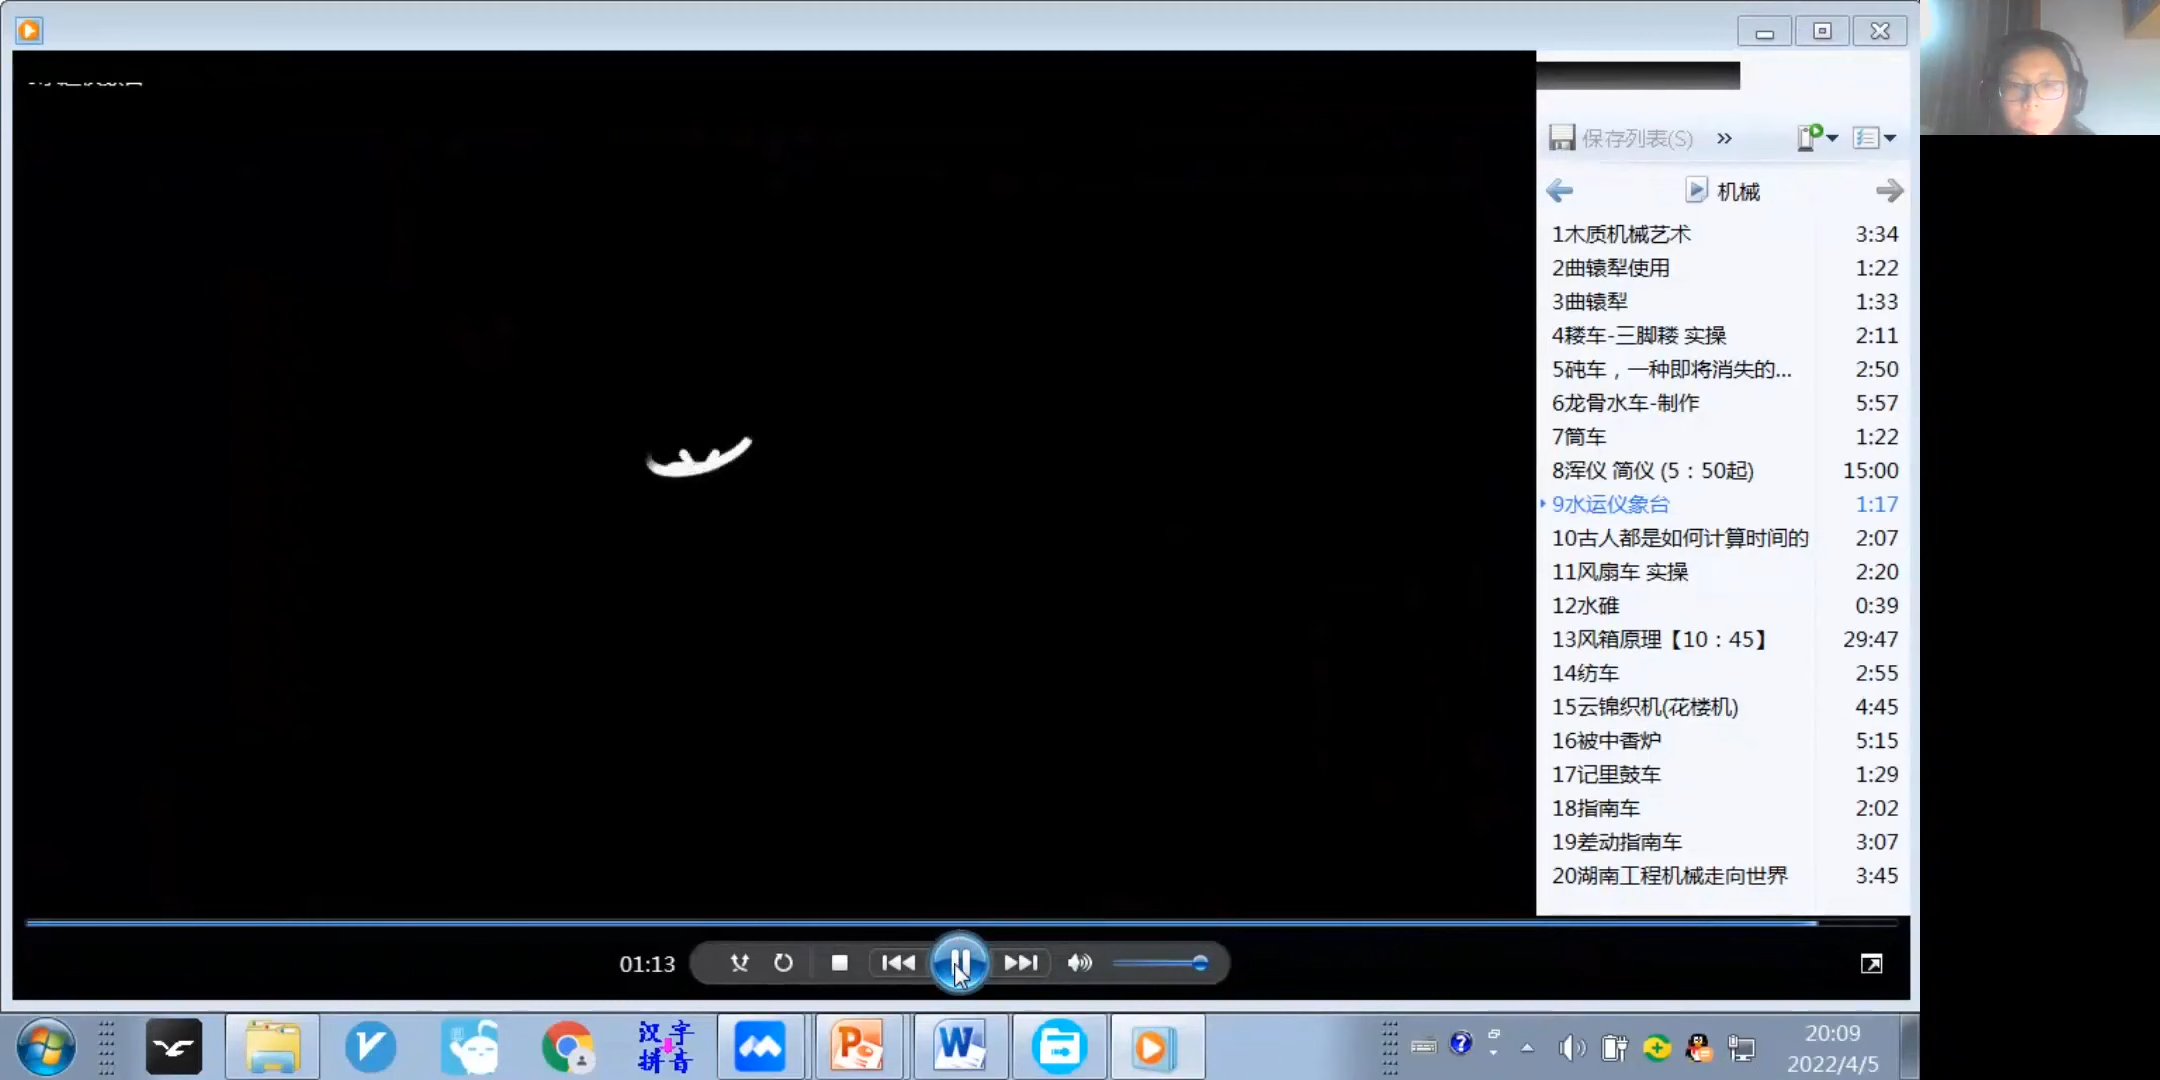 保存列表(S) »
机械
1木质机械艺术 3:34
2曲辕犁使用 1:22
3曲辕犁 1:33
4耧车-三脚耧 实操 2:11
5砘车，一种即将消失的... 2:50
6龙骨水车-制作 5:57
7筒车 1:22
8浑仪 简仪 (5：50起) 15:00
9水运仪象台 1:17
10古人都是如何计算时间的 2:07
11风扇车 实操 2:20
12水碓 0:39
13风箱原理【10：45】 29:47
14纺车 2:55
15云锦织机(花楼机) 4:45
16被中香炉 5:15
17记里鼓车 1:29
18指南车 2:02
19差动指南车 3:07
20湖南工程机械走向世界 3:45
01:13
汉字
拼音
20:09
2022/4/5